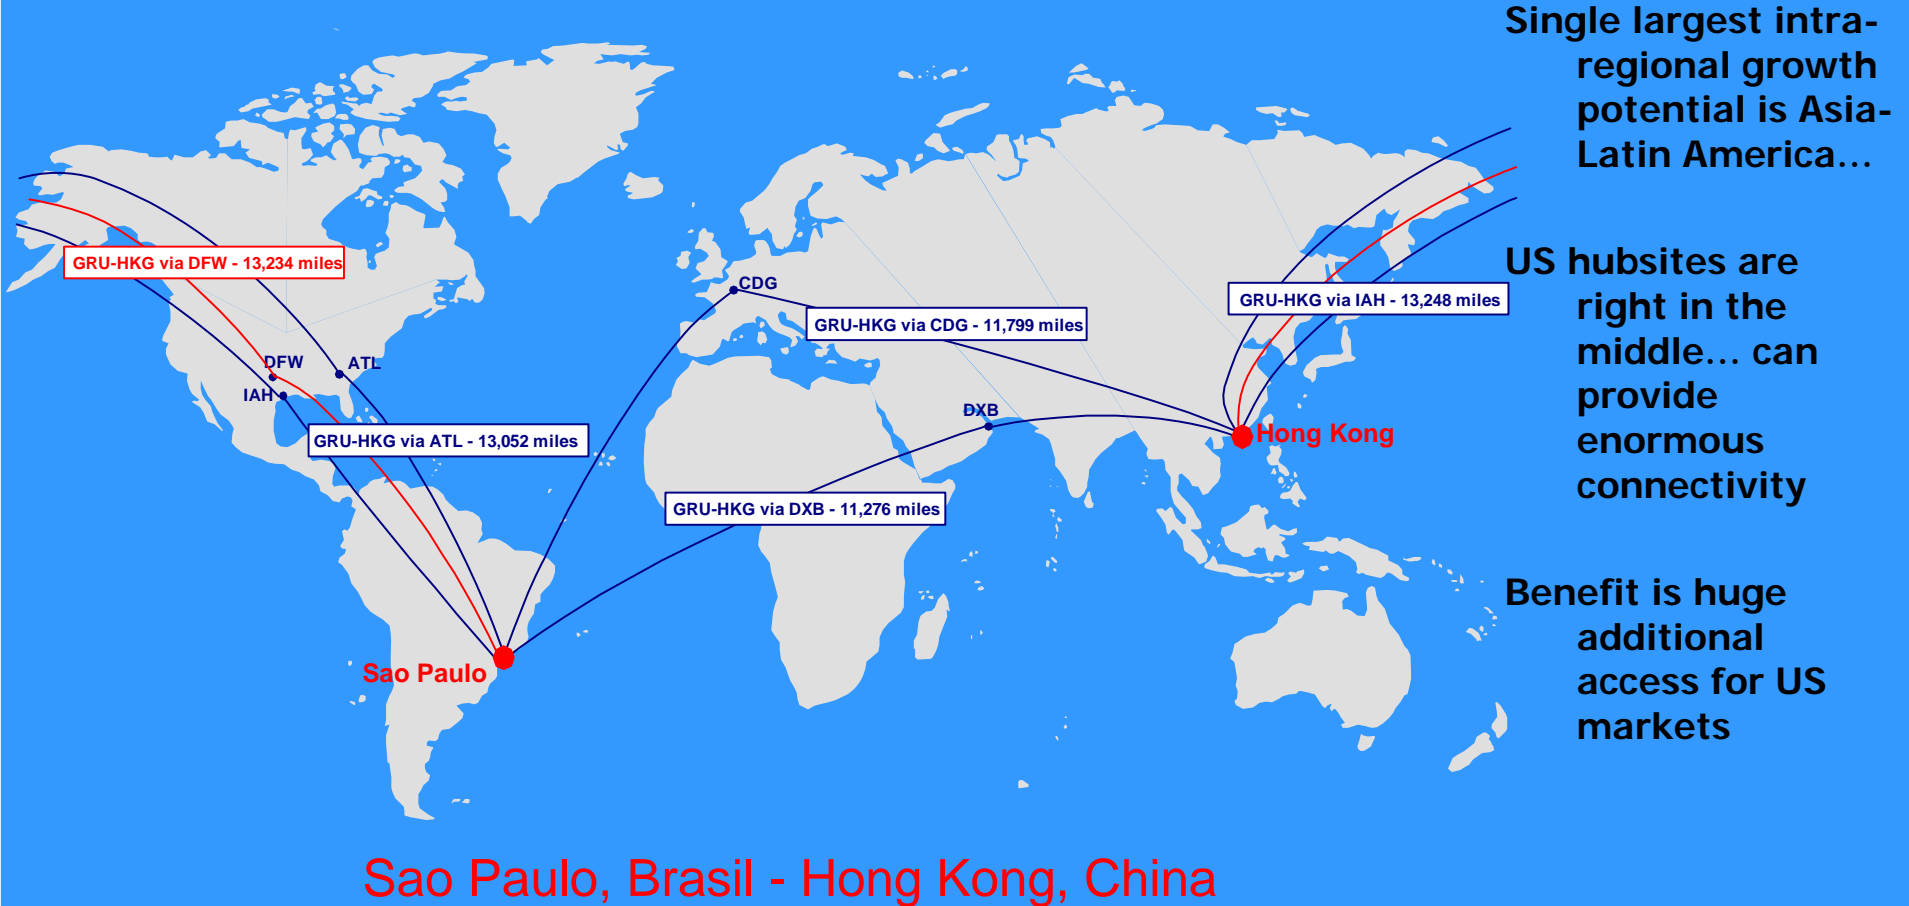 Single largest intra-
regional growth
potential is Asia-
Latin America...
US hubsites are
right in the
middle... can
provide
enormous
connectivity
Benefit is huge
additional
access for US
markets
GRU-HKG via DFW - 13,234 miles
CDG
GRU-HKG via IAH - 13,248 miles
GRU-HKG via CDG - 11,799 miles
DFW
ATL
IAH
DXB
GRU-HKG via ATL - 13,052 miles
Hong Kong
GRU-HKG via DXB - 11,276 miles
Sao Paulo
Sao Paulo, Brasil - Hong Kong, China